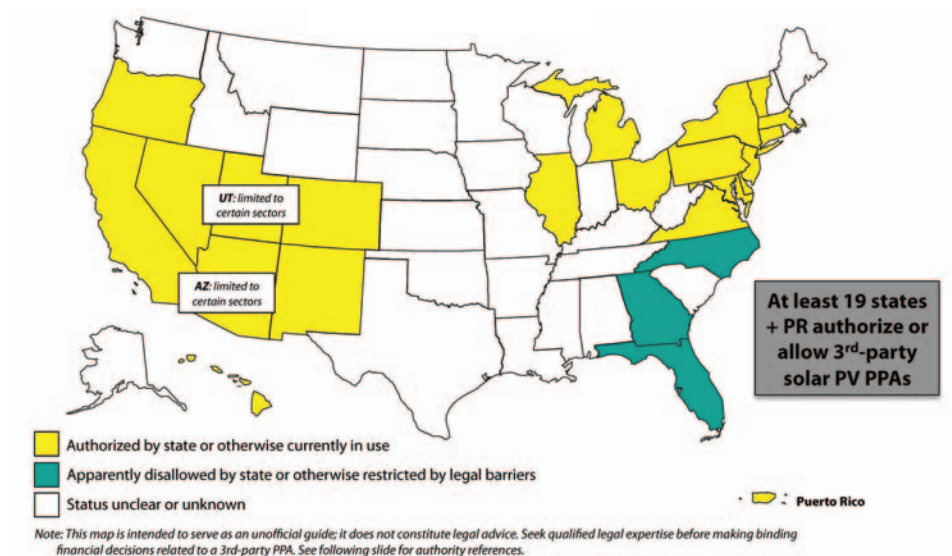 UT: limited to
certain sectors
AZ: limited to
certain sectors
At least 19 states
+ PR authorize or
allow 3rd-party
solar PV PPAs
Authorized by state or otherwise currently in use
Apparently disallowed by state or otherwise restricted by legal barriers
Status unclear or unknown
Puerto Rico
Note: This map is intended to serve as an unofficial guide; it does not constitute legal advice. Seek qualified legal expertise before making binding
financial decisions related to a 3rd-party PPA. See following slide for authority references.